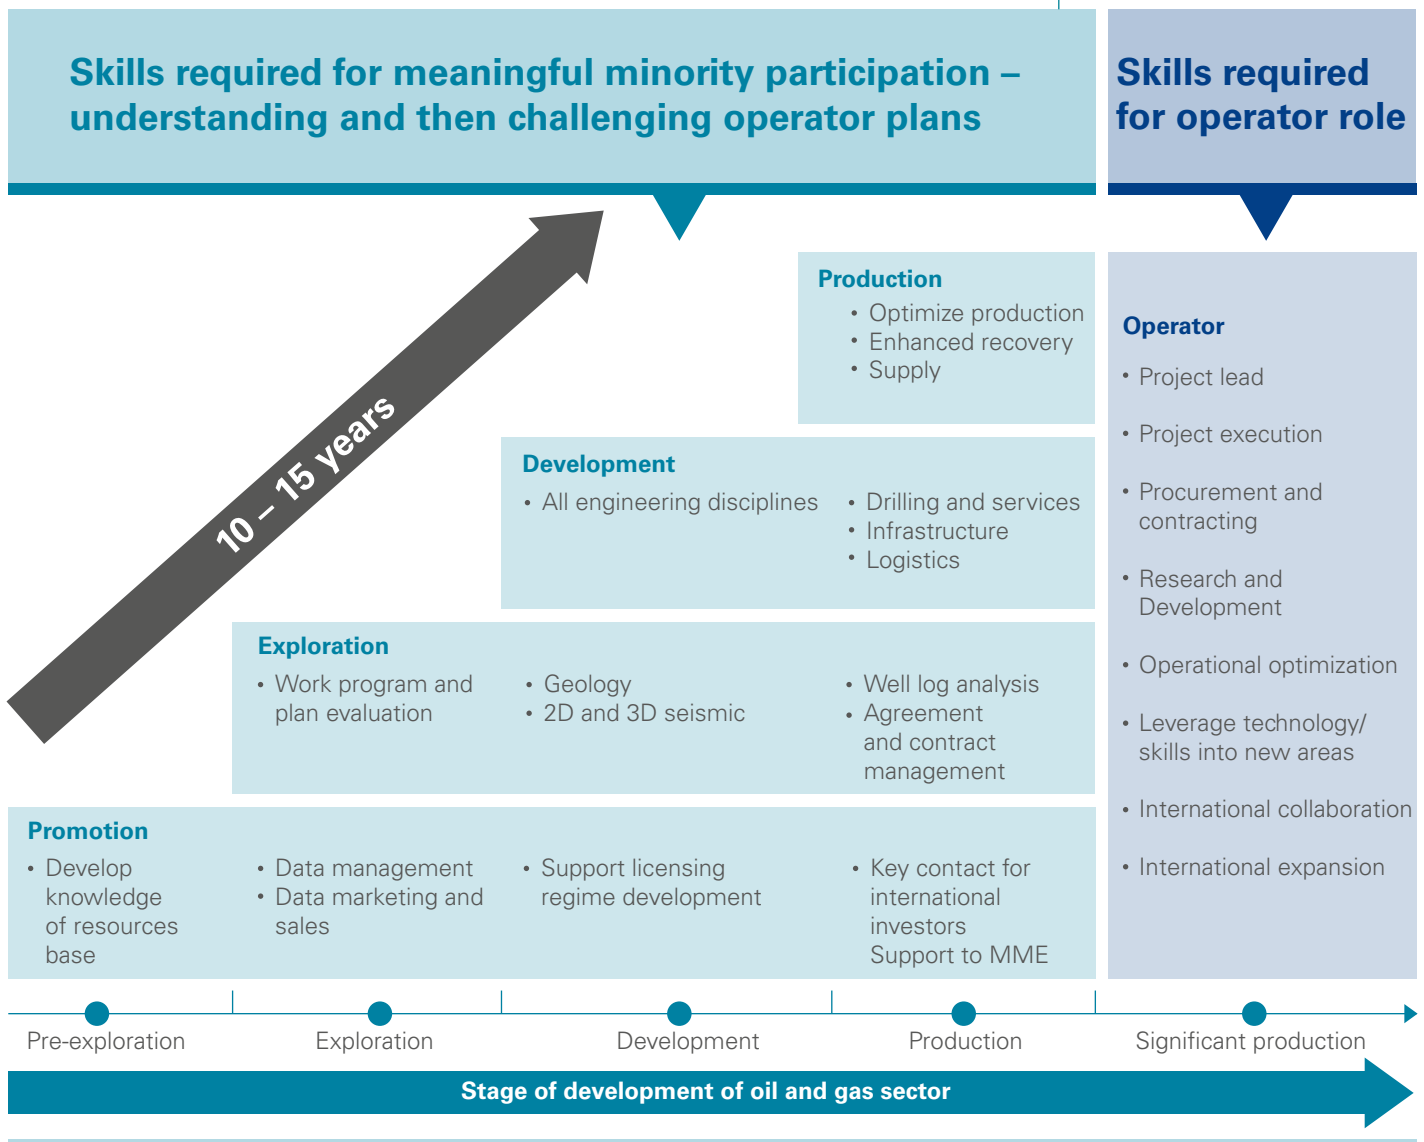 Skills required for meaningful minority participation –
understanding and then challenging operator plans
Skills required
for operator role
10 – 15 years
Production
• Optimize production
• Enhanced recovery
• Supply
Development
• All engineering disciplines
• Drilling and services
• Infrastructure
• Logistics
Exploration
• Work program and
plan evaluation
• Geology
• 2D and 3D seismic
• Well log analysis
• Agreement
and contract
management
Promotion
• Develop
knowledge
of resources
base
• Data management
• Data marketing and
sales
• Support licensing
regime development
• Key contact for
international
investors
Support to MME
Operator
• Project lead
• Project execution
• Procurement and
contracting
• Research and
Development
• Operational optimization
• Leverage technology/
skills into new areas
• International collaboration
• International expansion
Pre-exploration
Exploration
Development
Production
Significant production
Stage of development of oil and gas sector